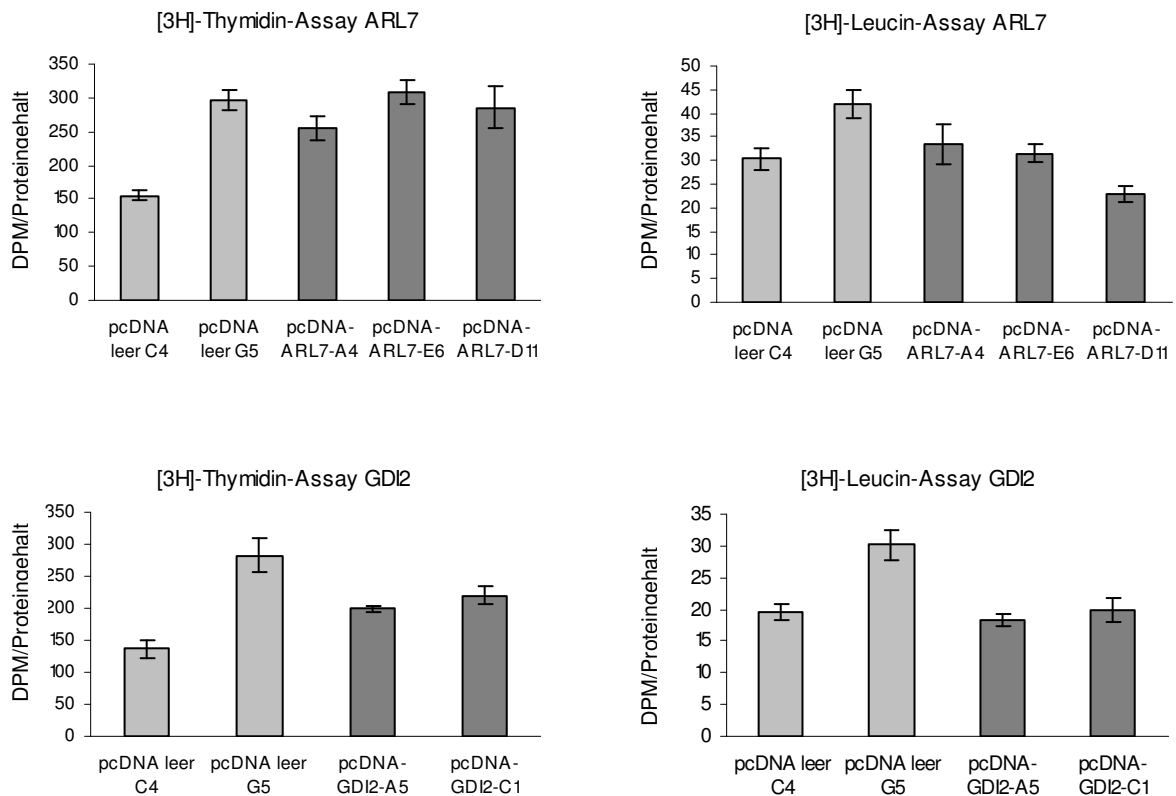 [3H]-Thymidin-Assay ARL7
DPM/Proteingehalt
350
300
250
200
150
100
50
0
pcDNA leer C4
pcDNA leer G5
pcDNA-ARL7-A4
pcDNA-ARL7-E6
pcDNA-ARL7-D11
[3H]-Leucin-Assay ARL7
DPM/Proteingehalt
50
45
40
35
30
25
20
15
10
5
0
pcDNA leer C4
pcDNA leer G5
pcDNA-ARL7-A4
pcDNA-ARL7-E6
pcDNA-ARL7-D11
[3H]-Thymidin-Assay GDI2
DPM/Proteingehalt
350
300
250
200
150
100
50
0
pcDNA leer C4
pcDNA leer G5
pcDNA-GDI2-A5
pcDNA-GDI2-C1
[3H]-Leucin-Assay GDI2
DPM/Proteingehalt
35
30
25
20
15
10
5
0
pcDNA leer C4
pcDNA leer G5
pcDNA-GDI2-A5
pcDNA-GDI2-C1